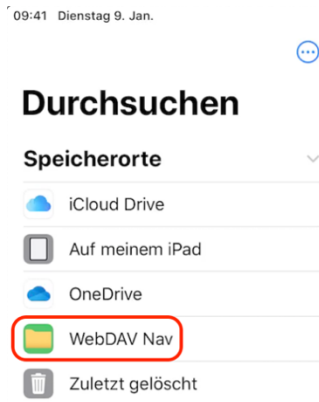 09:41 Dienstag 9. Jan.
Durchsuchen
Speicherorte
iCloud Drive
Auf meinem iPad
OneDrive
WebDAV Nav
Zuletzt gelöscht